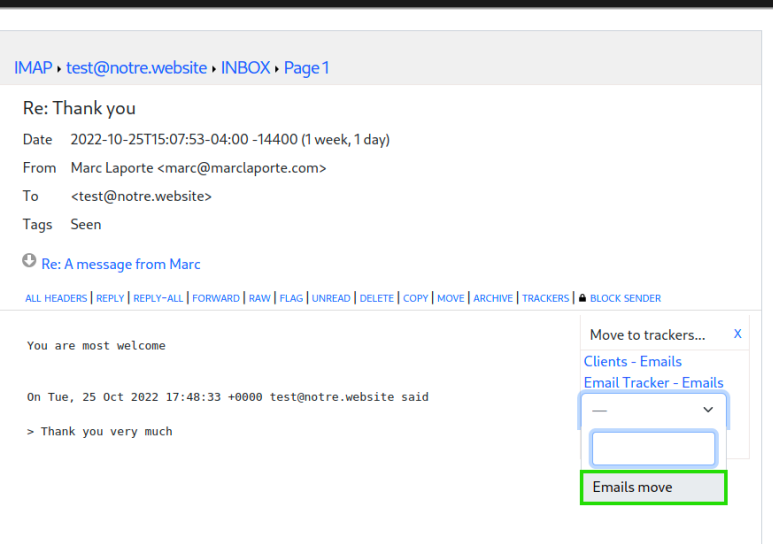 IMAP › test@notre.website › INBOX › Page 1
Re: Thank you
Date 2022-10-25T15:07:53-04:00 -14400 (1 week, 1 day)
From Marc Laporte <marc@marclaporte.com>
To <test@notre.website>
Tags Seen
Re: A message from Marc
ALL HEADERS | REPLY | REPLY-ALL | FORWARD | RAW | FLAG | UNREAD | DELETE | COPY | MOVE | ARCHIVE | TRACKERS | BLOCK SENDER
Move to trackers... X
You are most welcome
Clients - Emails
Email Tracker - Emails
On Tue, 25 Oct 2022 17:48:33 +0000 test@notre.website said
—
> Thank you very much
Emails move